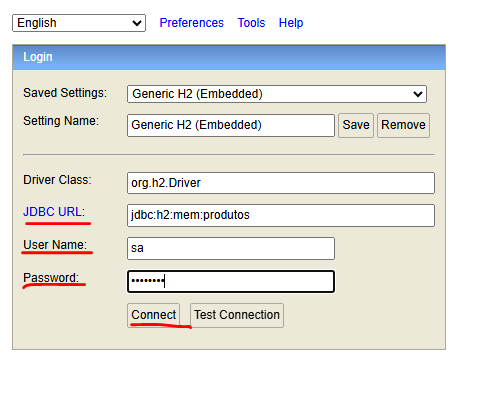 English Preferences Tools Help
Login
Saved Settings: Generic H2 (Embedded)
Setting Name: Generic H2 (Embedded) Save Remove
Driver Class: org.h2.Driver
JDBC URL: jdbc:h2:mem:produtos
User Name: sa
Password: ••••••••
Connect Test Connection